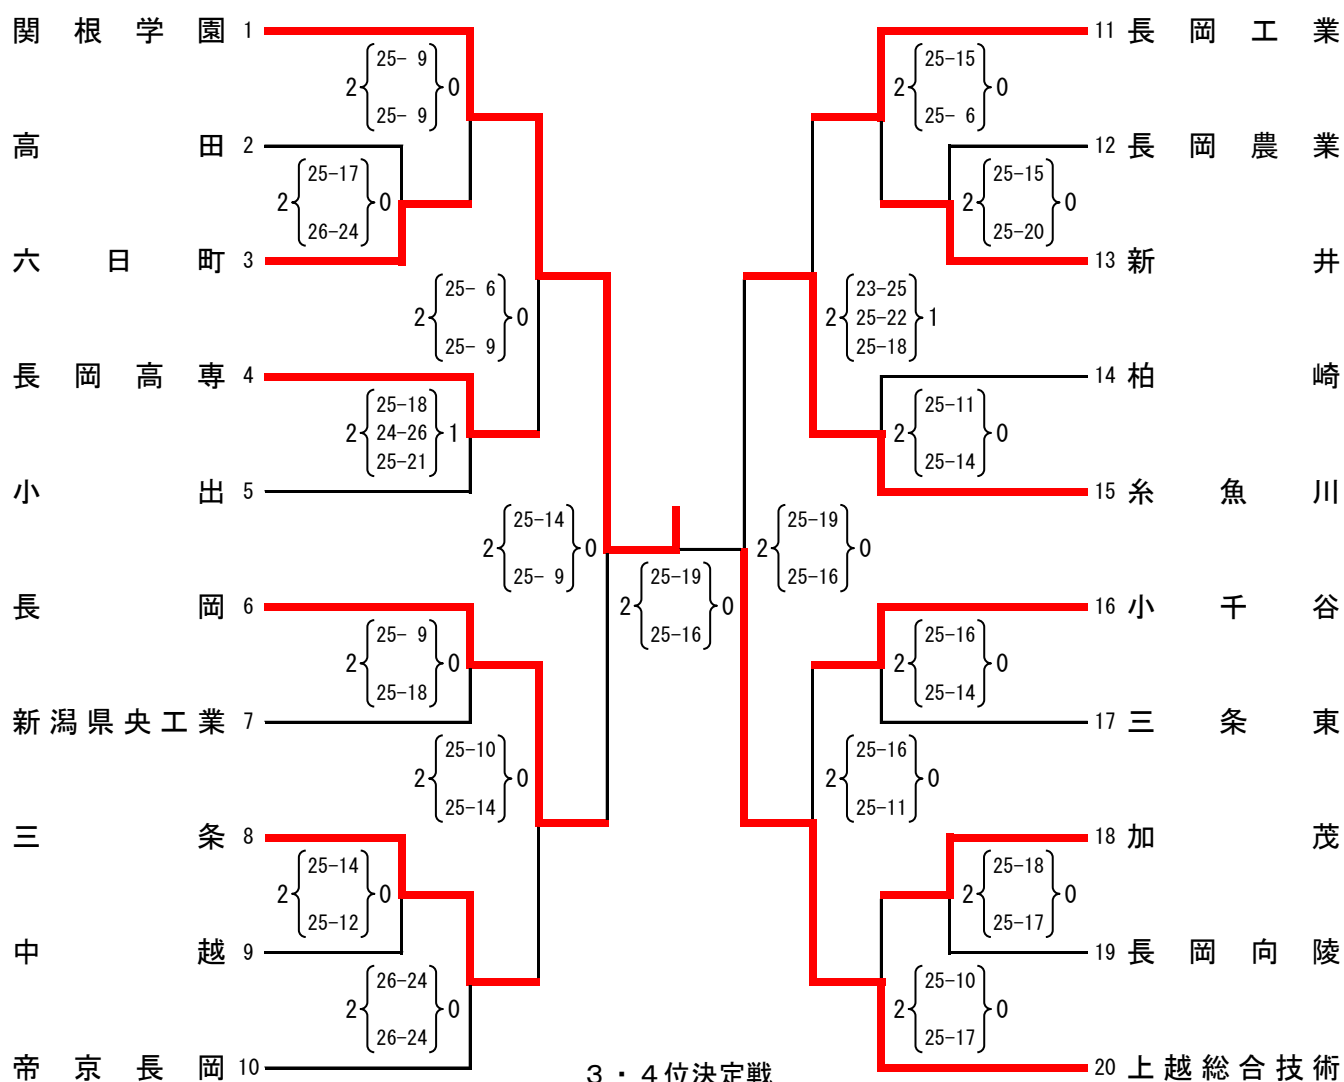 関根学園 1
25- 9
2 0
25- 9
高田 2
25-17
2 0
26-24
六日町 3
25- 6
2 0
25- 9
長岡高専 4
25-18
2 24-26 1
25-21
小出 5
25-14
2 0
25- 9
長岡 6
25- 9
2 0
25-18
新潟県央工業 7
25-10
2 0
25-14
三条 8
25-14
2 0
25-12
中越 9
26-24
2 0
26-24
帝京長岡 10
25-19
2 0
25-16
3・4位決定戦
11 長岡工業
25-15
2 0
25- 6
12 長岡農業
25-15
2 0
25-20
13 新井
23-25
2 25-22 1
25-18
14 柏崎
25-11
2 0
25-14
15 糸魚川
25-19
2 0
25-16
16 小千谷
25-16
2 0
25-14
17 三条東
25-16
2 0
25-11
18 加茂
25-18
2 0
25-17
19 長岡向陵
25-10
2 0
25-17
20 上越総合技術